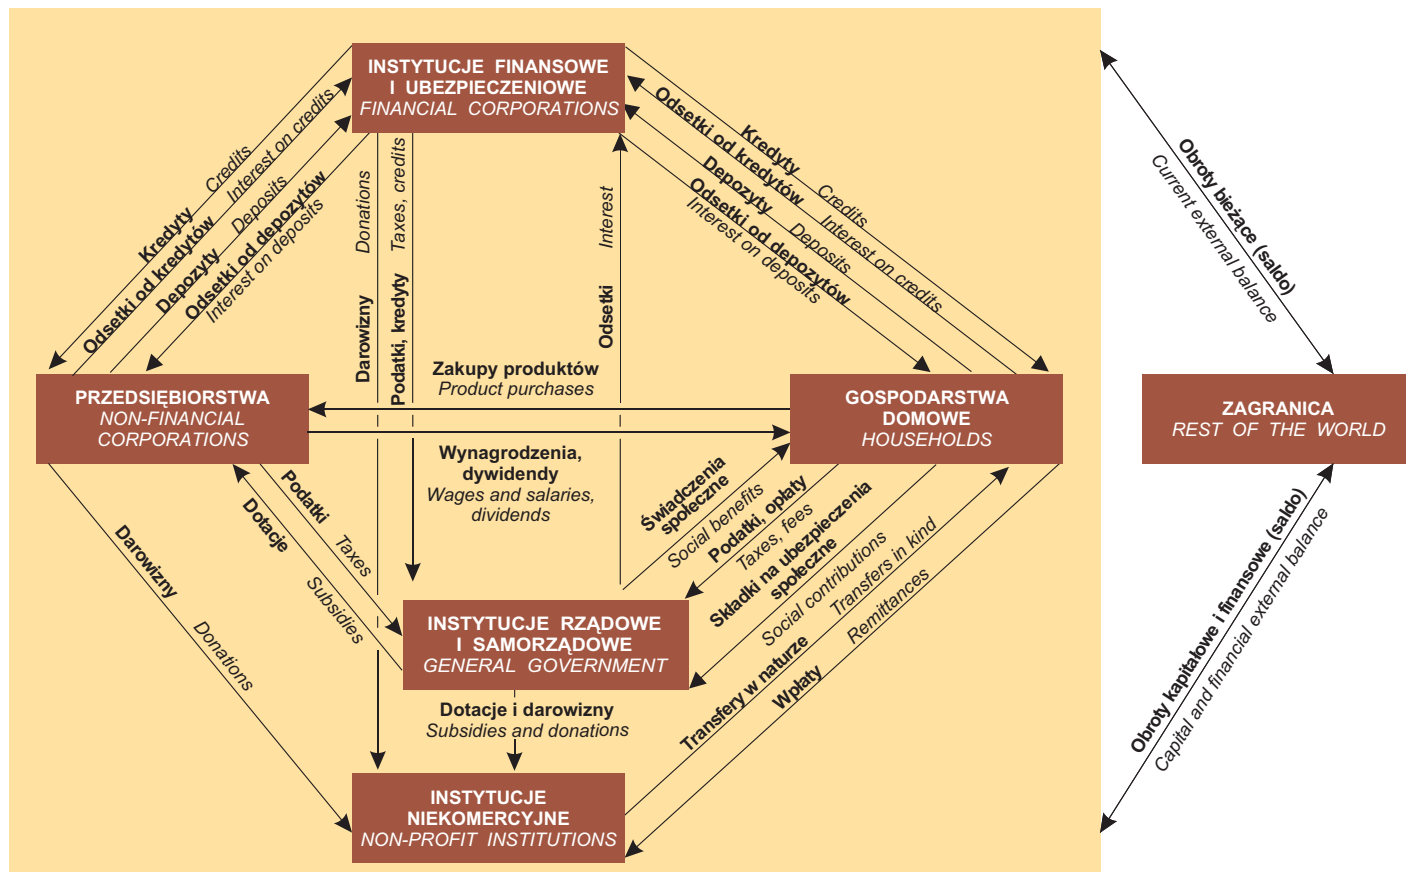 INSTYTUCJE FINANSOWE
I UBEZPIECZENIOWE
FINANCIAL CORPORATIONS
Kredyty
Credits
Odsetki od kredytów
Interest on credits
Depozyty
Deposits
Odsetki od depozytów
Interest on deposits
Darowizny
Donations
Podatki, kredyty
Taxes, credits
Odsetki
Interest
Kredyty
Credits
Odsetki od kredytów
Interest on credits
Depozyty
Deposits
Odsetki od depozytów
Interest on deposits
Obroty bieżące (saldo)
Current external balance
PRZEDSIĘBIORSTWA
NON-FINANCIAL
CORPORATIONS
Zakupy produktów
Product purchases
Wynagrodzenia,
dywidendy
Wages and salaries,
dividends
GOSPODARSTWA
DOMOWE
HOUSEHOLDS
ZAGRANICA
REST OF THE WORLD
Darowizny
Donations
Dotacje
Subsidies
Podatki
Taxes
Świadczenia
społeczne
Social benefits
Podatki, opłaty
Taxes, fees
Składki na ubezpieczenia
społeczne
Social contributions
Transfery w naturze
Transfers in kind
Wpłaty
Remittances
INSTYTUCJE RZĄDOWE
I SAMORZĄDOWE
GENERAL GOVERNMENT
Dotacje i darowizny
Subsidies and donations
INSTYTUCJE
NIEKOMERCYJNE
NON-PROFIT INSTITUTIONS
Obroty kapitałowe i finansowe (saldo)
Capital and financial external balance